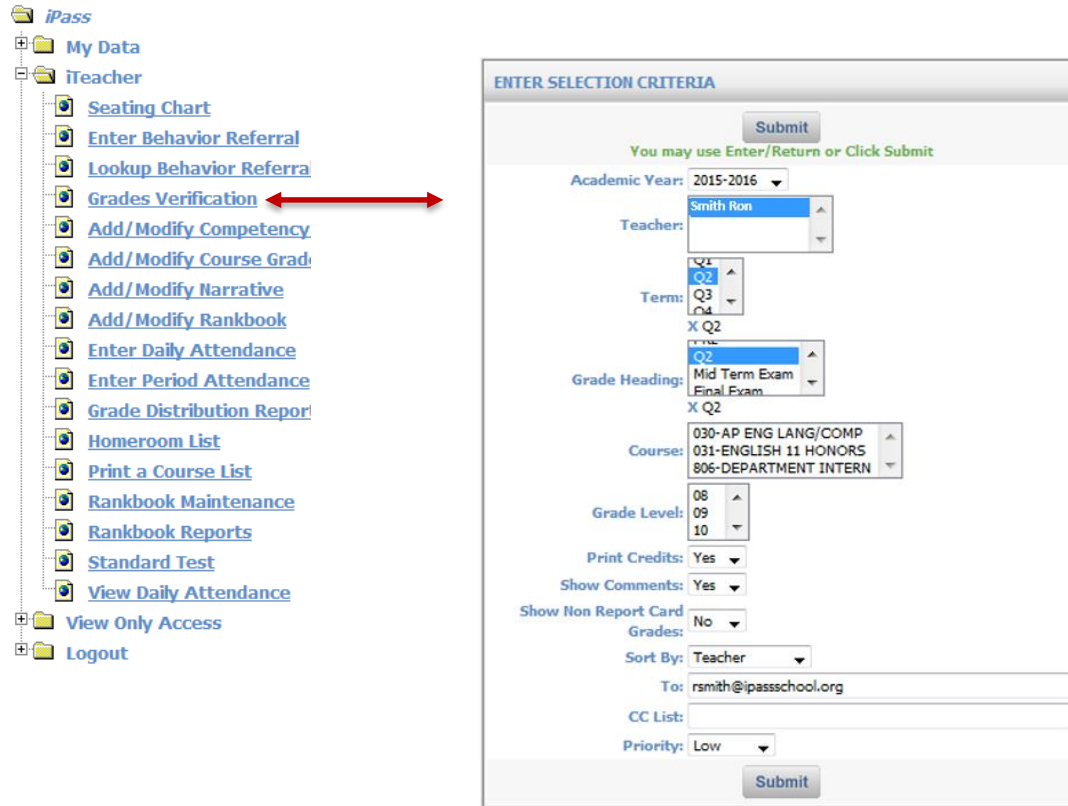 iPass
My Data
iTeacher
Seating Chart
Enter Behavior Referral
Lookup Behavior Referra
Grades Verification
Add/Modify Competency
Add/Modify Course Grad
Add/Modify Narrative
Add/Modify Rankbook
Enter Daily Attendance
Enter Period Attendance
Grade Distribution Repor
Homeroom List
Print a Course List
Rankbook Maintenance
Rankbook Reports
Standard Test
View Daily Attendance
View Only Access
Logout
ENTER SELECTION CRITERIA
Submit
You may use Enter/Return or Click Submit
Academic Year: 2015-2016
Teacher: Smith Ron
Term:
Q1
Q2
Q3
Q4
X Q2
Grade Heading:
Q2
Mid Term Exam
Final Exam
X Q2
Course:
030-AP ENG LANG/COMP
031-ENGLISH 11 HONORS
806-DEPARTMENT INTERN
Grade Level:
08
09
10
Print Credits: Yes
Show Comments: Yes
Show Non Report Card
Grades: No
Sort By: Teacher
To: rsmith@ipassschool.org
CC List:
Priority: Low
Submit